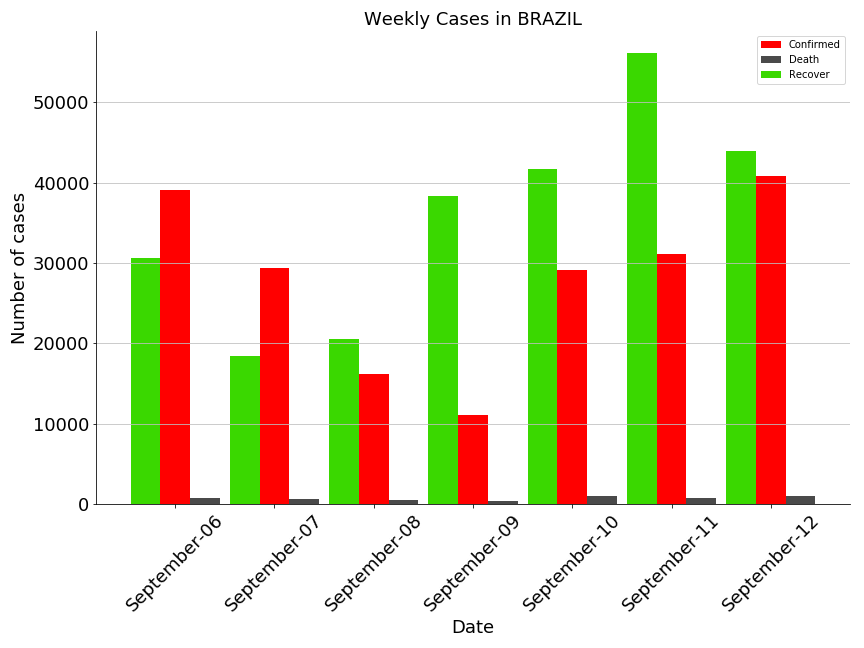 Weekly Cases in BRAZIL
Confirmed
Death
Recover
Number of cases
50000
40000
30000
20000
10000
0
September-06
September-07
September-08
September-09
September-10
September-11
September-12
Date